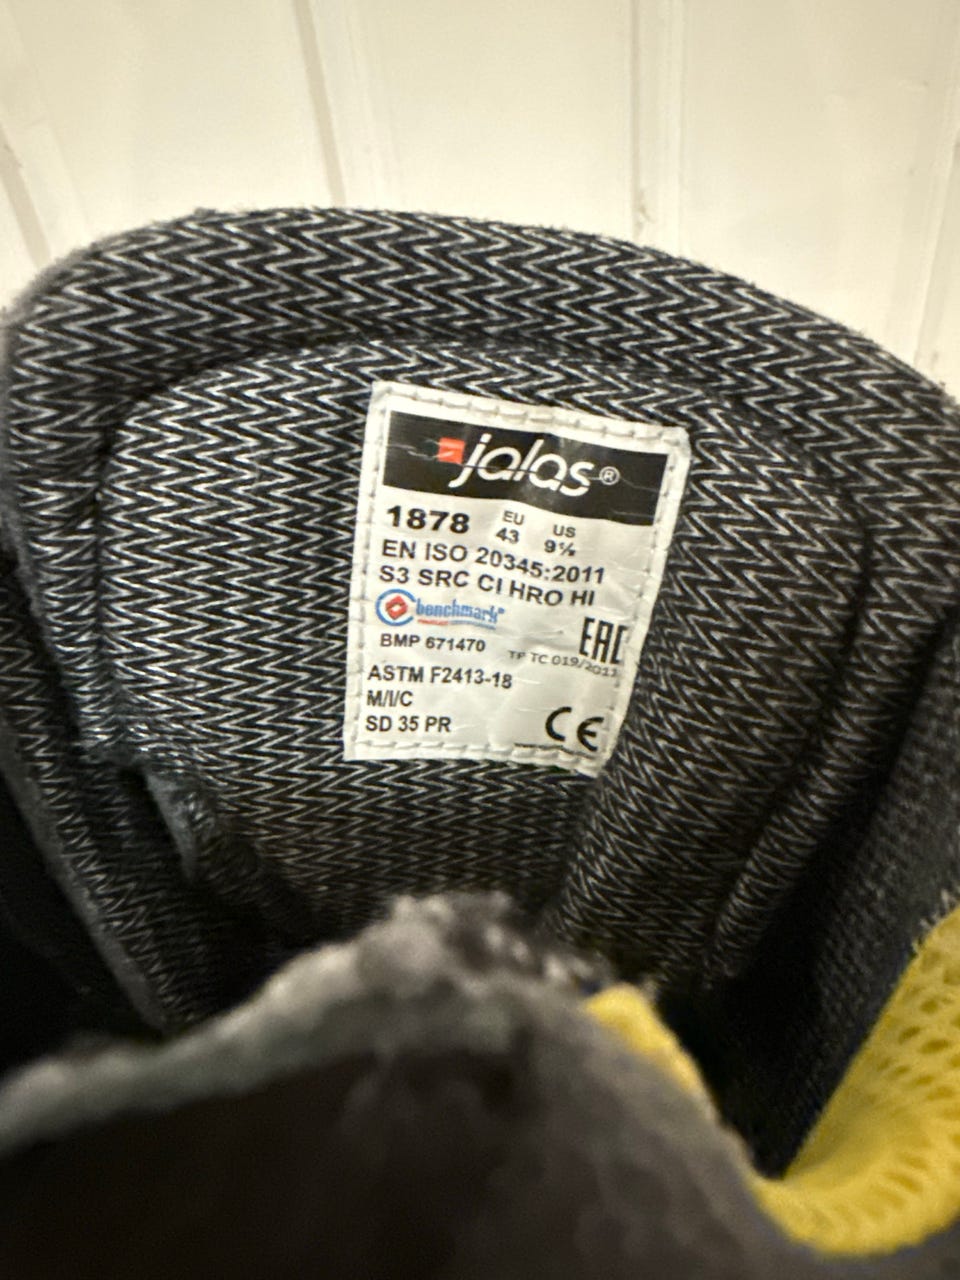 jalas®
1878 EU 43 US 9½
EN ISO 20345:2011
S3 SRC CI HRO HI
benchmark®
BMP 671470
EAC
TP TC 019/2011
ASTM F2413-18
M/I/C
SD 35 PR
CE